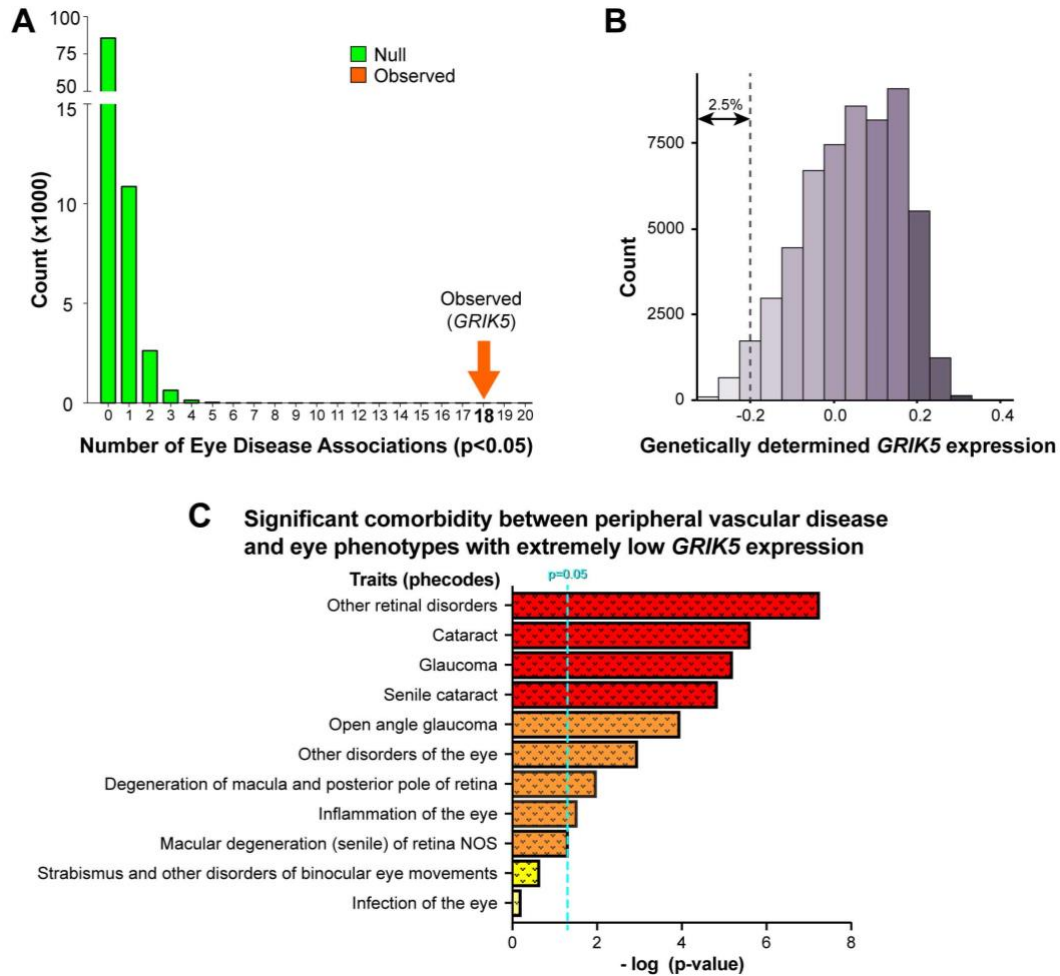 A
100
75
50
15
10
5
0
Count (x1000)
Null
Observed
Observed
(GRIK5)
0 1 2 3 4 5 6 7 8 9 10 11 12 13 14 15 16 17 18 19 20
Number of Eye Disease Associations (p<0.05)
B
2.5%
7500
5000
2500
0
Count
-0.2 0.0 0.2 0.4
Genetically determined GRIK5 expression
C Significant comorbidity between peripheral vascular disease
and eye phenotypes with extremely low GRIK5 expression
Traits (phecodes)
p=0.05
Other retinal disorders
Cataract
Glaucoma
Senile cataract
Open angle glaucoma
Other disorders of the eye
Degeneration of macula and posterior pole of retina
Inflammation of the eye
Macular degeneration (senile) of retina NOS
Strabismus and other disorders of binocular eye movements
Infection of the eye
0 2 4 6 8
- log (p-value)